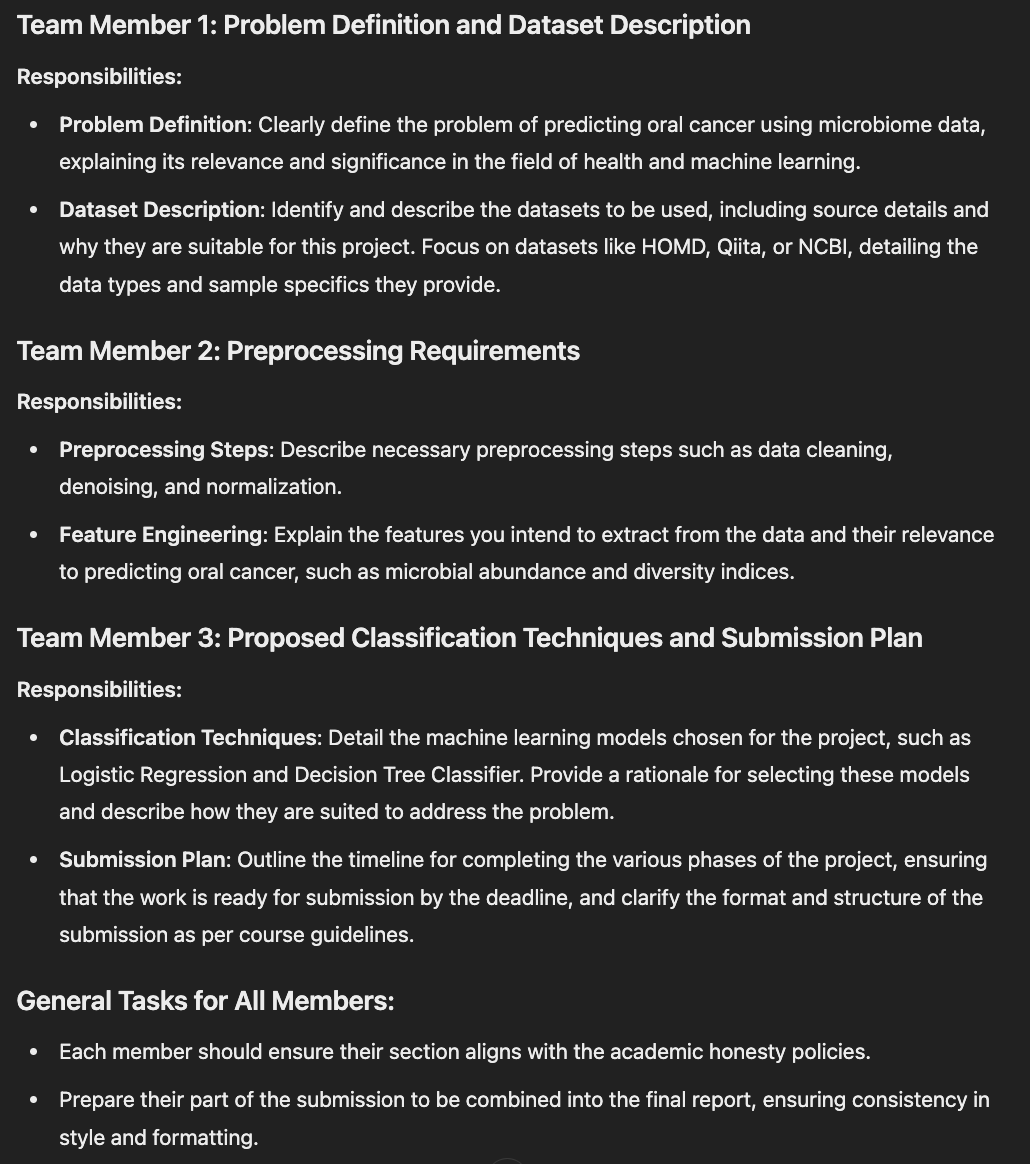 Team Member 1: Problem Definition and Dataset Description
Responsibilities:
• Problem Definition: Clearly define the problem of predicting oral cancer using microbiome data,
explaining its relevance and significance in the field of health and machine learning.
• Dataset Description: Identify and describe the datasets to be used, including source details and
why they are suitable for this project. Focus on datasets like HOMD, Qiita, or NCBI, detailing the
data types and sample specifics they provide.
Team Member 2: Preprocessing Requirements
Responsibilities:
• Preprocessing Steps: Describe necessary preprocessing steps such as data cleaning,
denoising, and normalization.
• Feature Engineering: Explain the features you intend to extract from the data and their relevance
to predicting oral cancer, such as microbial abundance and diversity indices.
Team Member 3: Proposed Classification Techniques and Submission Plan
Responsibilities:
• Classification Techniques: Detail the machine learning models chosen for the project, such as
Logistic Regression and Decision Tree Classifier. Provide a rationale for selecting these models
and describe how they are suited to address the problem.
• Submission Plan: Outline the timeline for completing the various phases of the project, ensuring
that the work is ready for submission by the deadline, and clarify the format and structure of the
submission as per course guidelines.
General Tasks for All Members:
• Each member should ensure their section aligns with the academic honesty policies.
• Prepare their part of the submission to be combined into the final report, ensuring consistency in
style and formatting.